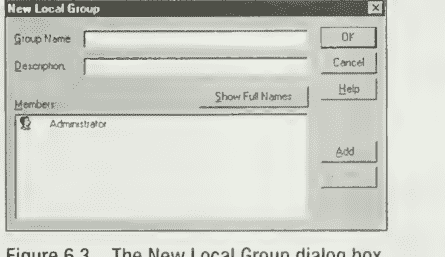 New Local Group
Group Name
OK
Description:
Cancel
Show Full Names
Help
Members:
Administrator
Add
Figure 6.3 The New Local Group dialog box